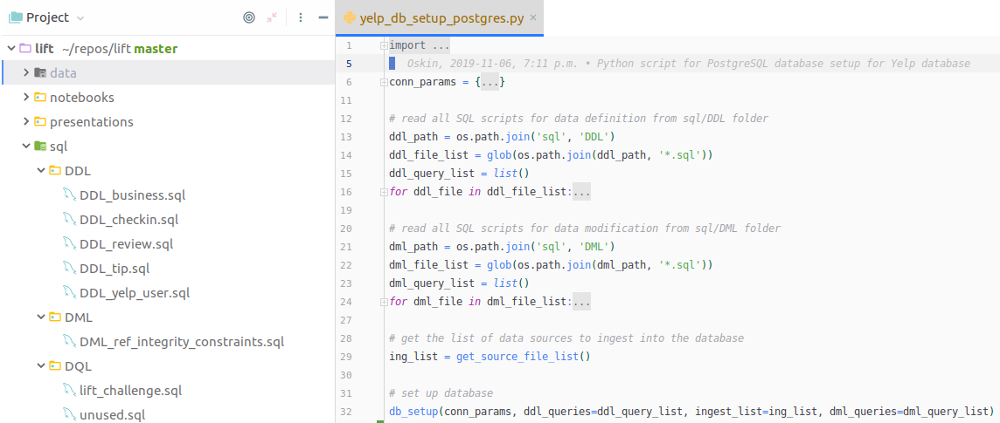 Project
lift ~/repos/lift master
data
notebooks
presentations
sql
DDL
DDL_business.sql
DDL_checkin.sql
DDL_review.sql
DDL_tip.sql
DDL_yelp_user.sql
DML
DML_ref_integrity_constraints.sql
DQL
lift_challenge.sql
unused.sql
yelp_db_setup_postgres.py ×
1 import ...
5 Oskin, 2019-11-06, 7:11 p.m. • Python script for PostgreSQL database setup for Yelp database
6 conn_params = {...}
11
12 # read all SQL scripts for data definition from sql/DDL folder
13 ddl_path = os.path.join('sql', 'DDL')
14 ddl_file_list = glob(os.path.join(ddl_path, '*.sql'))
15 ddl_query_list = list()
16 for ddl_file in ddl_file_list:...
19
20 # read all SQL scripts for data modification from sql/DML folder
21 dml_path = os.path.join('sql', 'DML')
22 dml_file_list = glob(os.path.join(dml_path, '*.sql'))
23 dml_query_list = list()
24 for dml_file in dml_file_list:...
27
28 # get the list of data sources to ingest into the database
29 ing_list = get_source_file_list()
30
31 # set up database
32 db_setup(conn_params, ddl_queries=ddl_query_list, ingest_list=ing_list, dml_queries=dml_query_list)